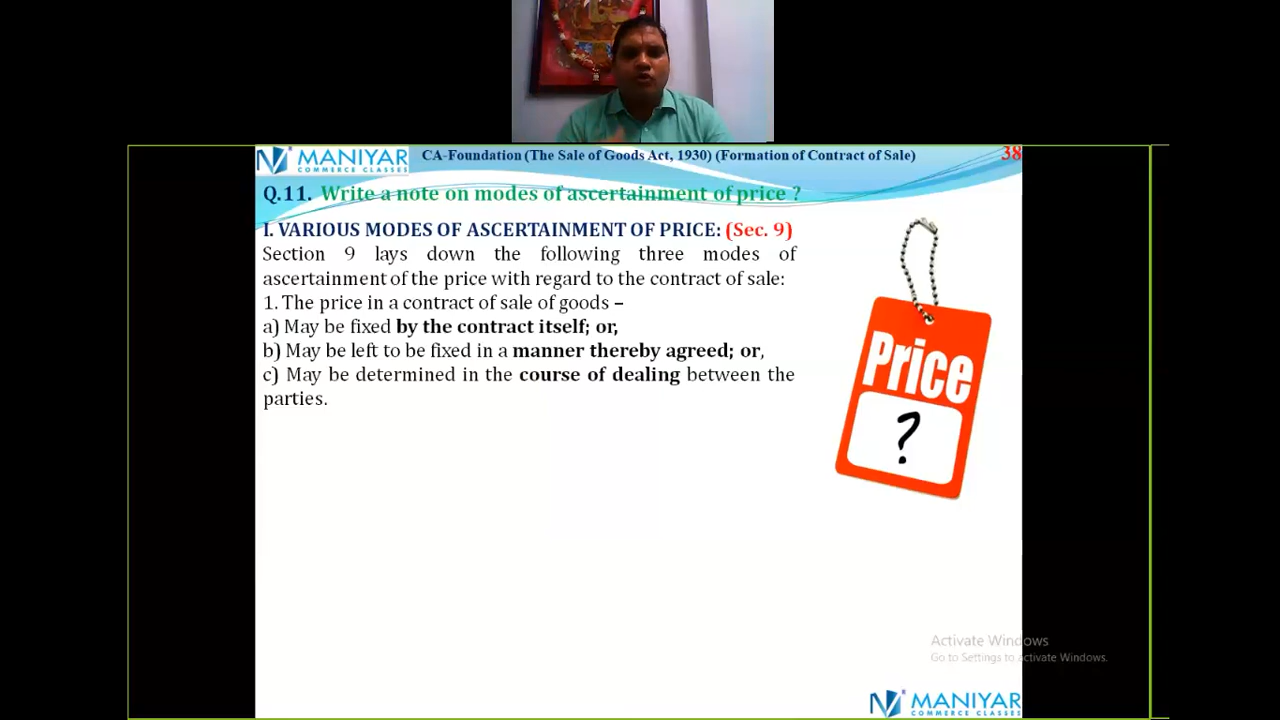 MANIYAR
COMMERCE CLASSES
CA-Foundation (The Sale of Goods Act, 1930) (Formation of Contract of Sale)
38
Q.11. Write a note on modes of ascertainment of price ?
I. VARIOUS MODES OF ASCERTAINMENT OF PRICE: (Sec. 9)
Section 9 lays down the following three modes of
ascertainment of the price with regard to the contract of sale:
1. The price in a contract of sale of goods –
a) May be fixed by the contract itself; or,
b) May be left to be fixed in a manner thereby agreed; or,
c) May be determined in the course of dealing between the
parties.
Price
?
Activate Windows
Go to Settings to activate Windows.
MANIYAR
COMMERCE CLASSES